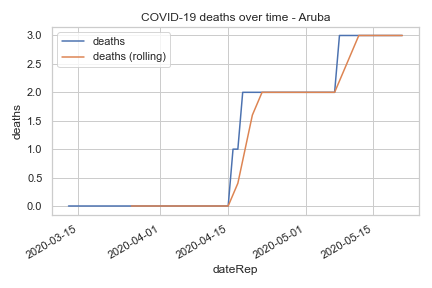 COVID-19 deaths over time - Aruba
deaths
deaths (rolling)
deaths
3.0
2.5
2.0
1.5
1.0
0.5
0.0
2020-03-15
2020-04-01
2020-04-15
2020-05-01
2020-05-15
dateRep